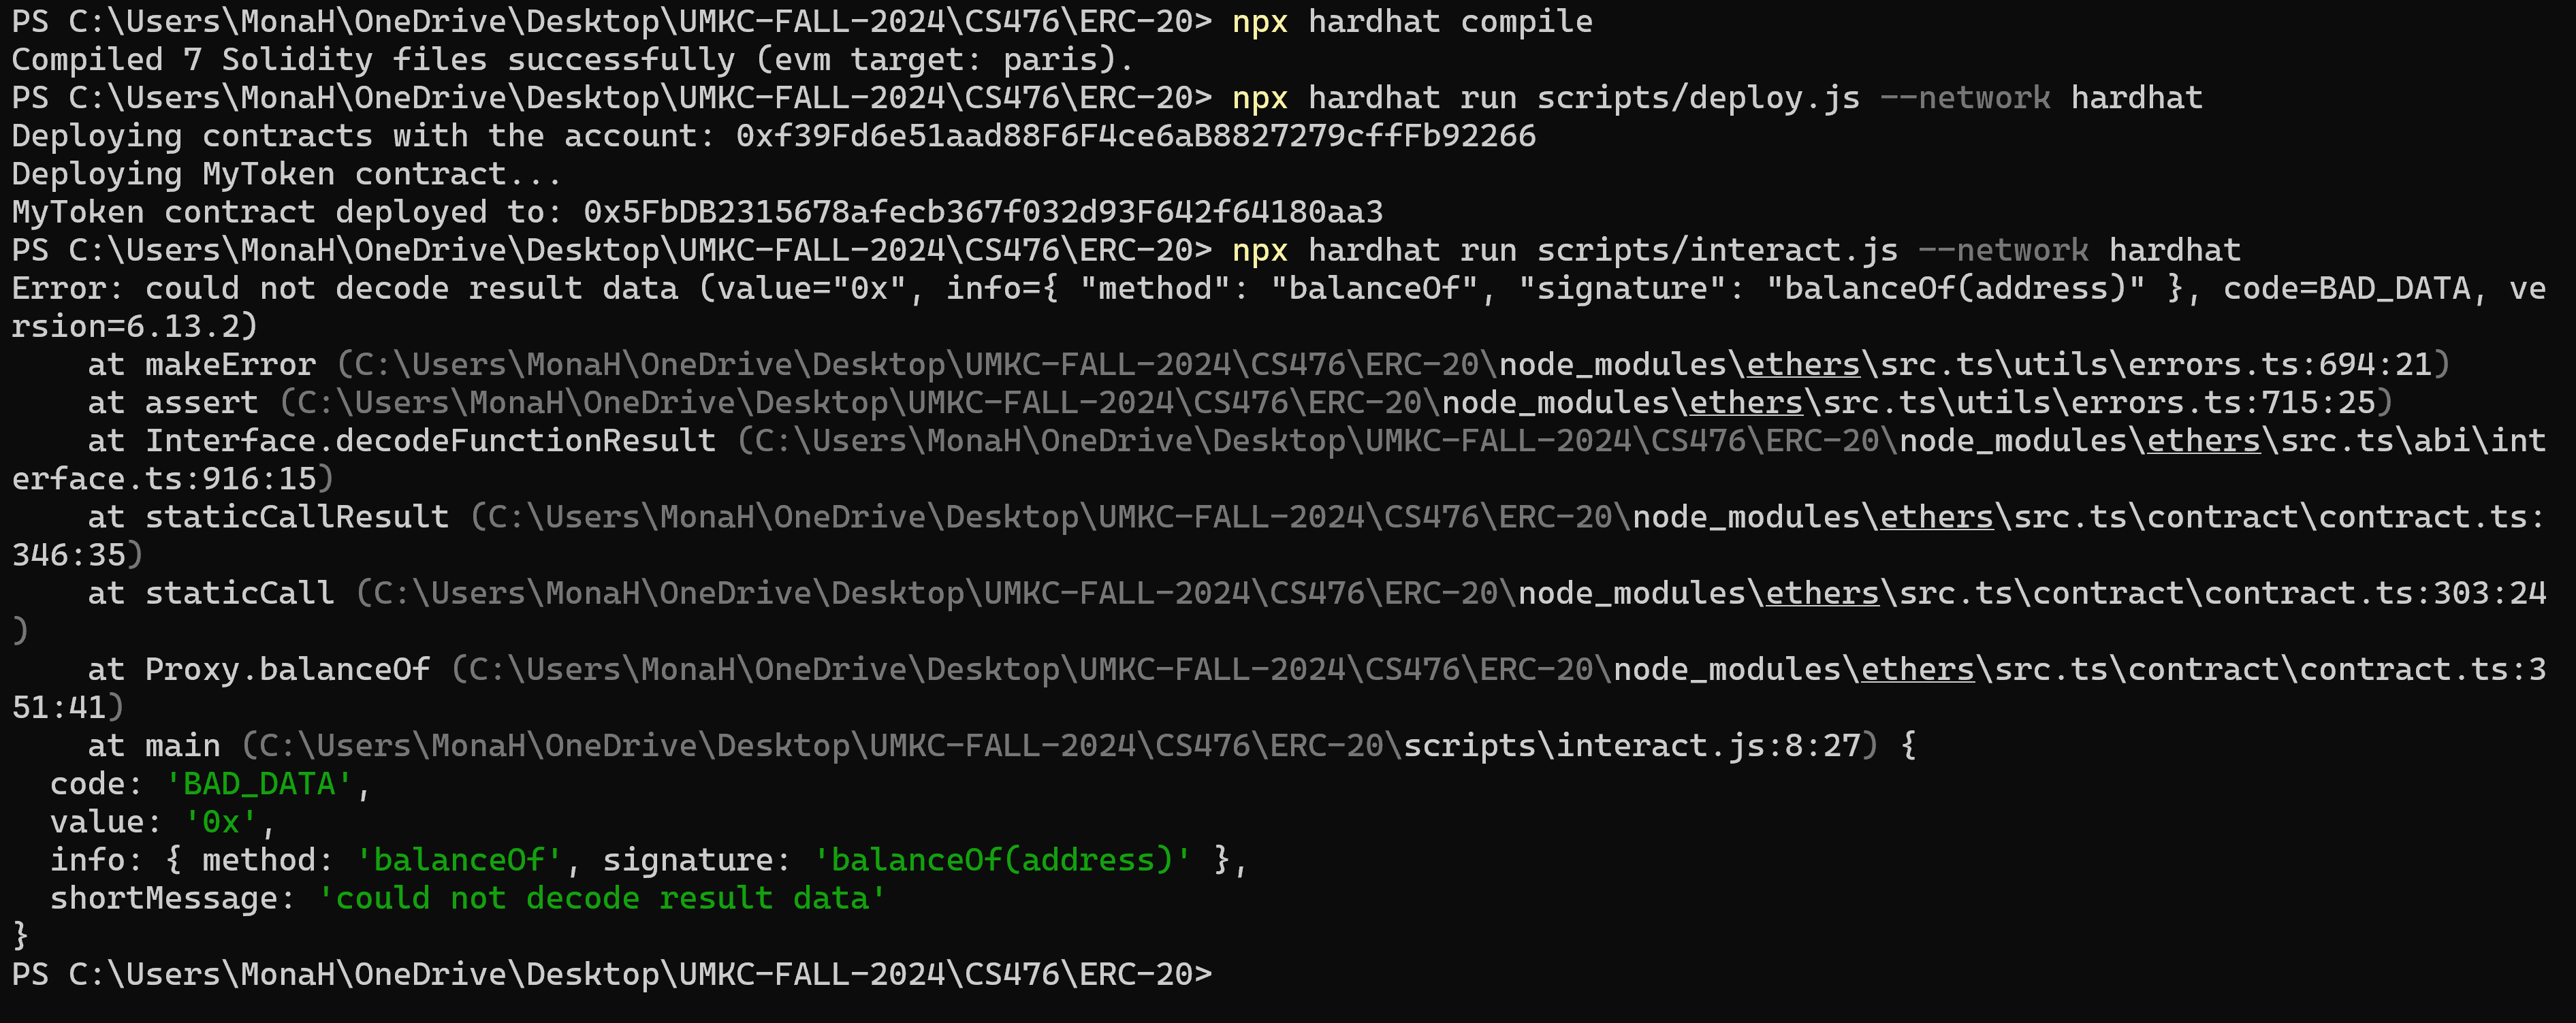 PS C:\Users\MonaH\OneDrive\Desktop\UMKC-FALL-2024\CS476\ERC-20> npx hardhat compile
Compiled 7 Solidity files successfully (evm target: paris).
PS C:\Users\MonaH\OneDrive\Desktop\UMKC-FALL-2024\CS476\ERC-20> npx hardhat run scripts/deploy.js --network hardhat
Deploying contracts with the account: 0xf39Fd6e51aad88F6F4ce6aB8827279cffFb92266
Deploying MyToken contract...
MyToken contract deployed to: 0x5FbDB2315678afecb367f032d93F642f64180aa3
PS C:\Users\MonaH\OneDrive\Desktop\UMKC-FALL-2024\CS476\ERC-20> npx hardhat run scripts/interact.js --network hardhat
Error: could not decode result data (value="0x", info={ "method": "balanceOf", "signature": "balanceOf(address)" }, code=BAD_DATA, ve
rsion=6.13.2)
    at makeError (C:\Users\MonaH\OneDrive\Desktop\UMKC-FALL-2024\CS476\ERC-20\node_modules\ethers\src.ts\utils\errors.ts:694:21)
    at assert (C:\Users\MonaH\OneDrive\Desktop\UMKC-FALL-2024\CS476\ERC-20\node_modules\ethers\src.ts\utils\errors.ts:715:25)
    at Interface.decodeFunctionResult (C:\Users\MonaH\OneDrive\Desktop\UMKC-FALL-2024\CS476\ERC-20\node_modules\ethers\src.ts\abi\int
erface.ts:916:15)
    at staticCallResult (C:\Users\MonaH\OneDrive\Desktop\UMKC-FALL-2024\CS476\ERC-20\node_modules\ethers\src.ts\contract\contract.ts:
346:35)
    at staticCall (C:\Users\MonaH\OneDrive\Desktop\UMKC-FALL-2024\CS476\ERC-20\node_modules\ethers\src.ts\contract\contract.ts:303:24
)
    at Proxy.balanceOf (C:\Users\MonaH\OneDrive\Desktop\UMKC-FALL-2024\CS476\ERC-20\node_modules\ethers\src.ts\contract\contract.ts:3
51:41)
    at main (C:\Users\MonaH\OneDrive\Desktop\UMKC-FALL-2024\CS476\ERC-20\scripts\interact.js:8:27) {
  code: 'BAD_DATA',
  value: '0x',
  info: { method: 'balanceOf', signature: 'balanceOf(address)' },
  shortMessage: 'could not decode result data'
}
PS C:\Users\MonaH\OneDrive\Desktop\UMKC-FALL-2024\CS476\ERC-20>